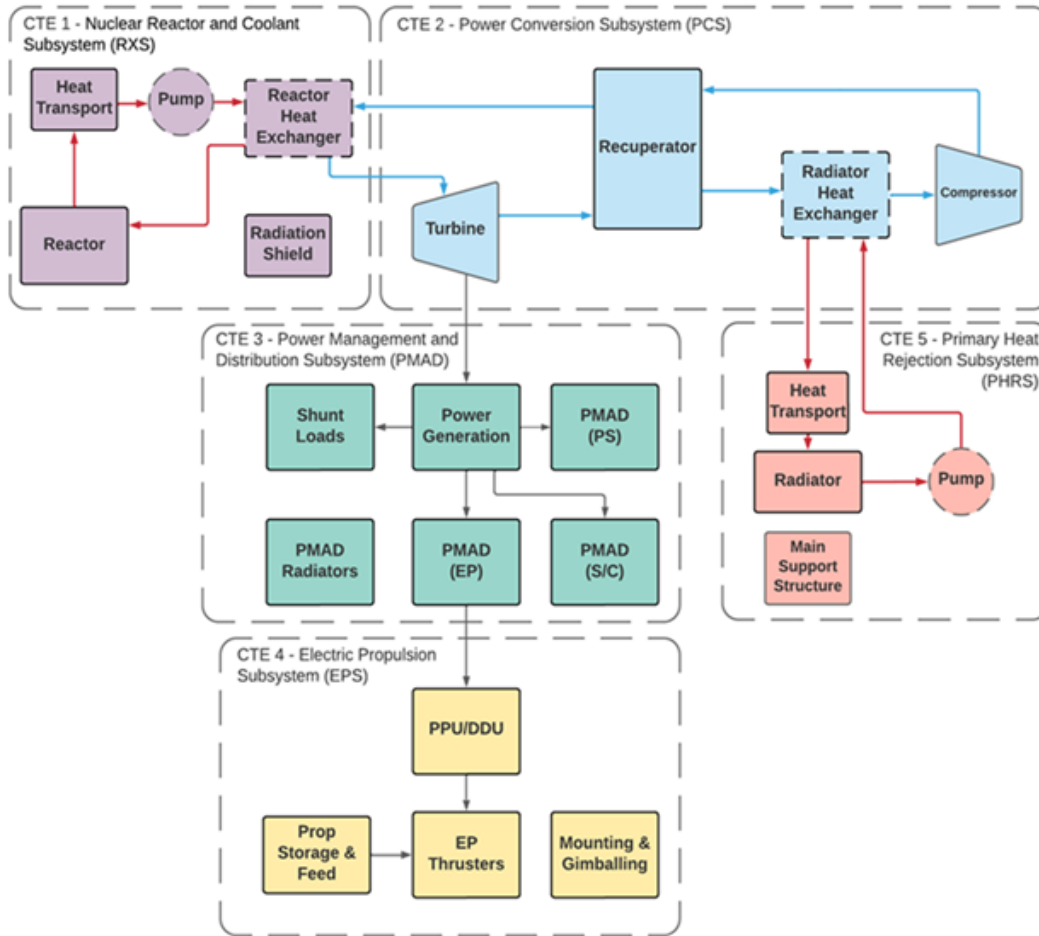 CTE 1 - Nuclear Reactor and Coolant
Subsystem (RXS)
Heat
Transport
Pump
Reactor
Heat
Exchanger
Reactor
Radiation
Shield
CTE 2 - Power Conversion Subsystem (PCS)
Recuperator
Turbine
Radiator
Heat
Exchanger
Compressor
CTE 3 - Power Management and
Distribution Subsystem (PMAD)
Shunt
Loads
Power
Generation
PMAD
(PS)
PMAD
Radiators
PMAD
(EP)
PMAD
(S/C)
CTE 5 - Primary Heat
Rejection Subsystem
(PHRS)
Heat
Transport
Radiator
Pump
Main
Support
Structure
CTE 4 - Electric Propulsion
Subsystem (EPS)
PPU/DDU
Prop
Storage &
Feed
EP
Thrusters
Mounting &
Gimballing